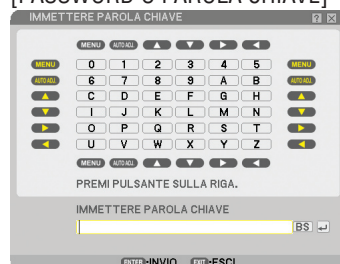 [PASSWORD O PAROLA CHIAVE]
IMMETTERE PAROLA CHIAVE
MENU AUTO ADJ.
MENU 0 1 2 3 4 5 MENU
AUTO ADJ. 6 7 8 9 A B AUTO ADJ.
C D E F G H
I J K L M N
O P Q R S T
U V W X Y Z
MENU AUTO ADJ.
PREMI PULSANTE SULLA RIGA.
IMMETTERE PAROLA CHIAVE
BS
ENTER :INVIO EXIT :ESCI